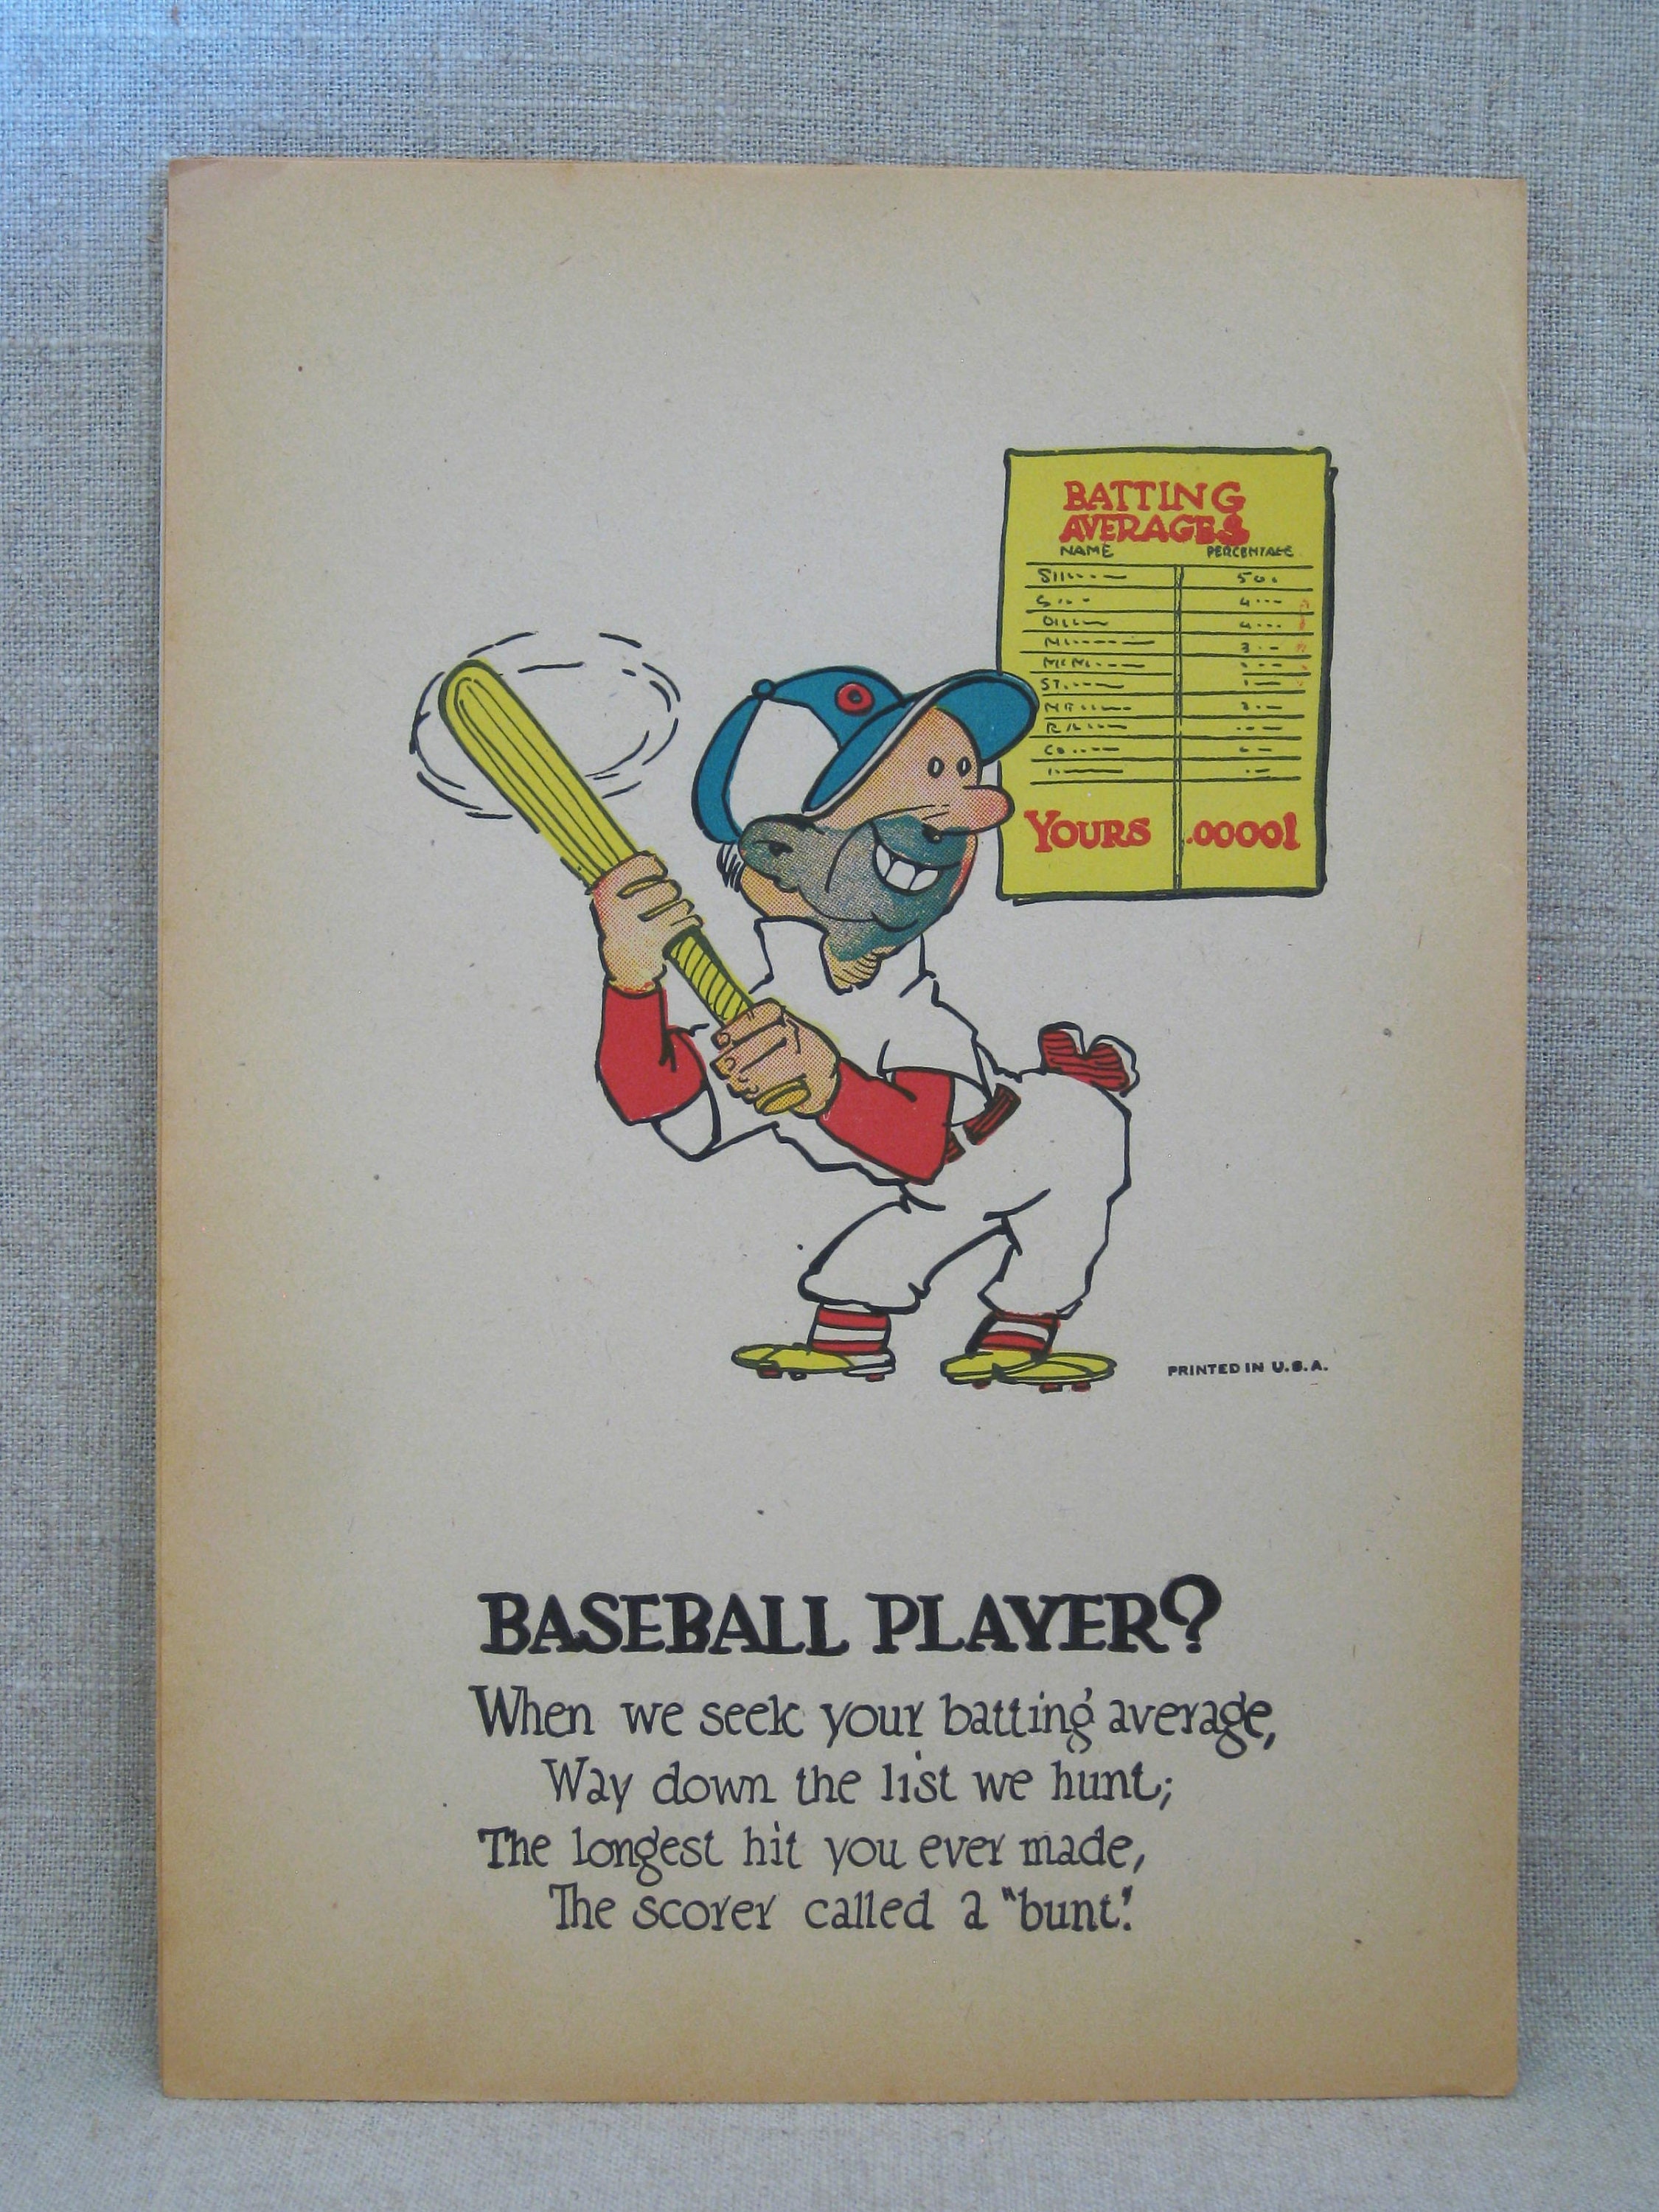 BATTING
AVERAGES
NAME PERCENTAGE
YOURS .00001
PRINTED IN U.S.A.
BASEBALL PLAYER?
When we seek your batting average,
Way down the list we hunt;
The longest hit you ever made,
The scorer called a "bunt."